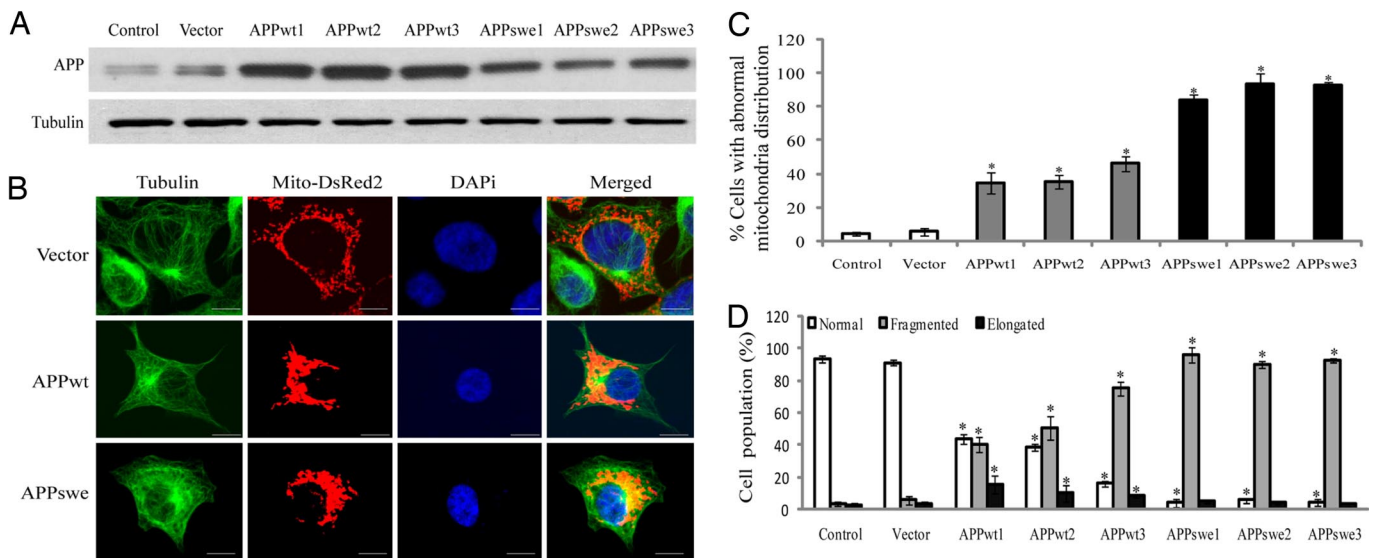 A
Control Vector APPwt1 APPwt2 APPwt3 APPswe1 APPswe2 APPswe3
APP
Tubulin
B
Tubulin Mito-DsRed2 DAPi Merged
Vector
APPwt
APPswe
C
% Cells with abnormal
mitochondria distribution
120
100
80
60
40
20
0
* * * * * *
Control Vector APPwt1 APPwt2 APPwt3 APPswe1 APPswe2 APPswe3
D
Normal Fragmented Elongated
Cell population (%)
120
100
80
60
40
20
0
* * * * * * * * * * * * * * *
Control Vector APPwt1 APPwt2 APPwt3 APPswe1 APPswe2 APPswe3